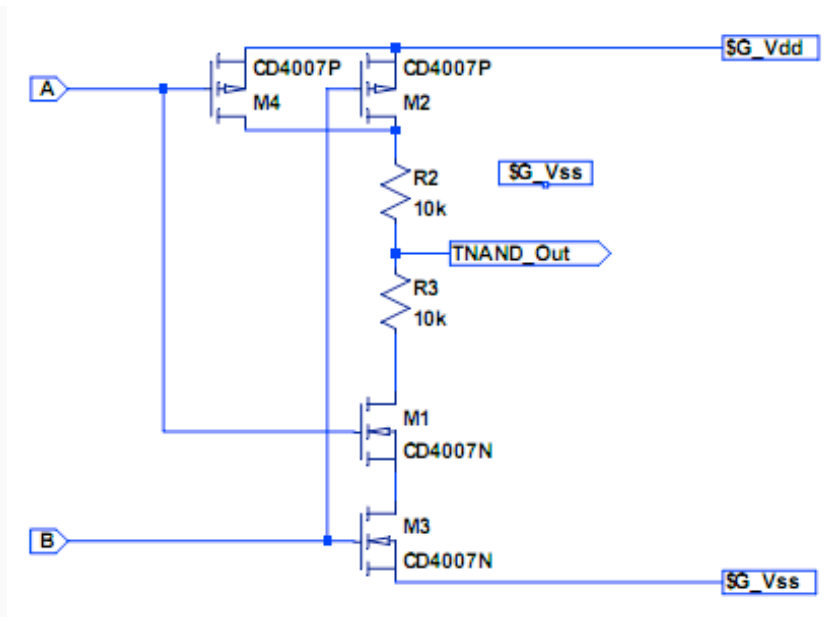 $G_Vdd
CD4007P
CD4007P
A
M4
M2
R2
$G_Vss
10k
TNAND_Out
R3
10k
M1
CD4007N
M3
B
CD4007N
$G_Vss